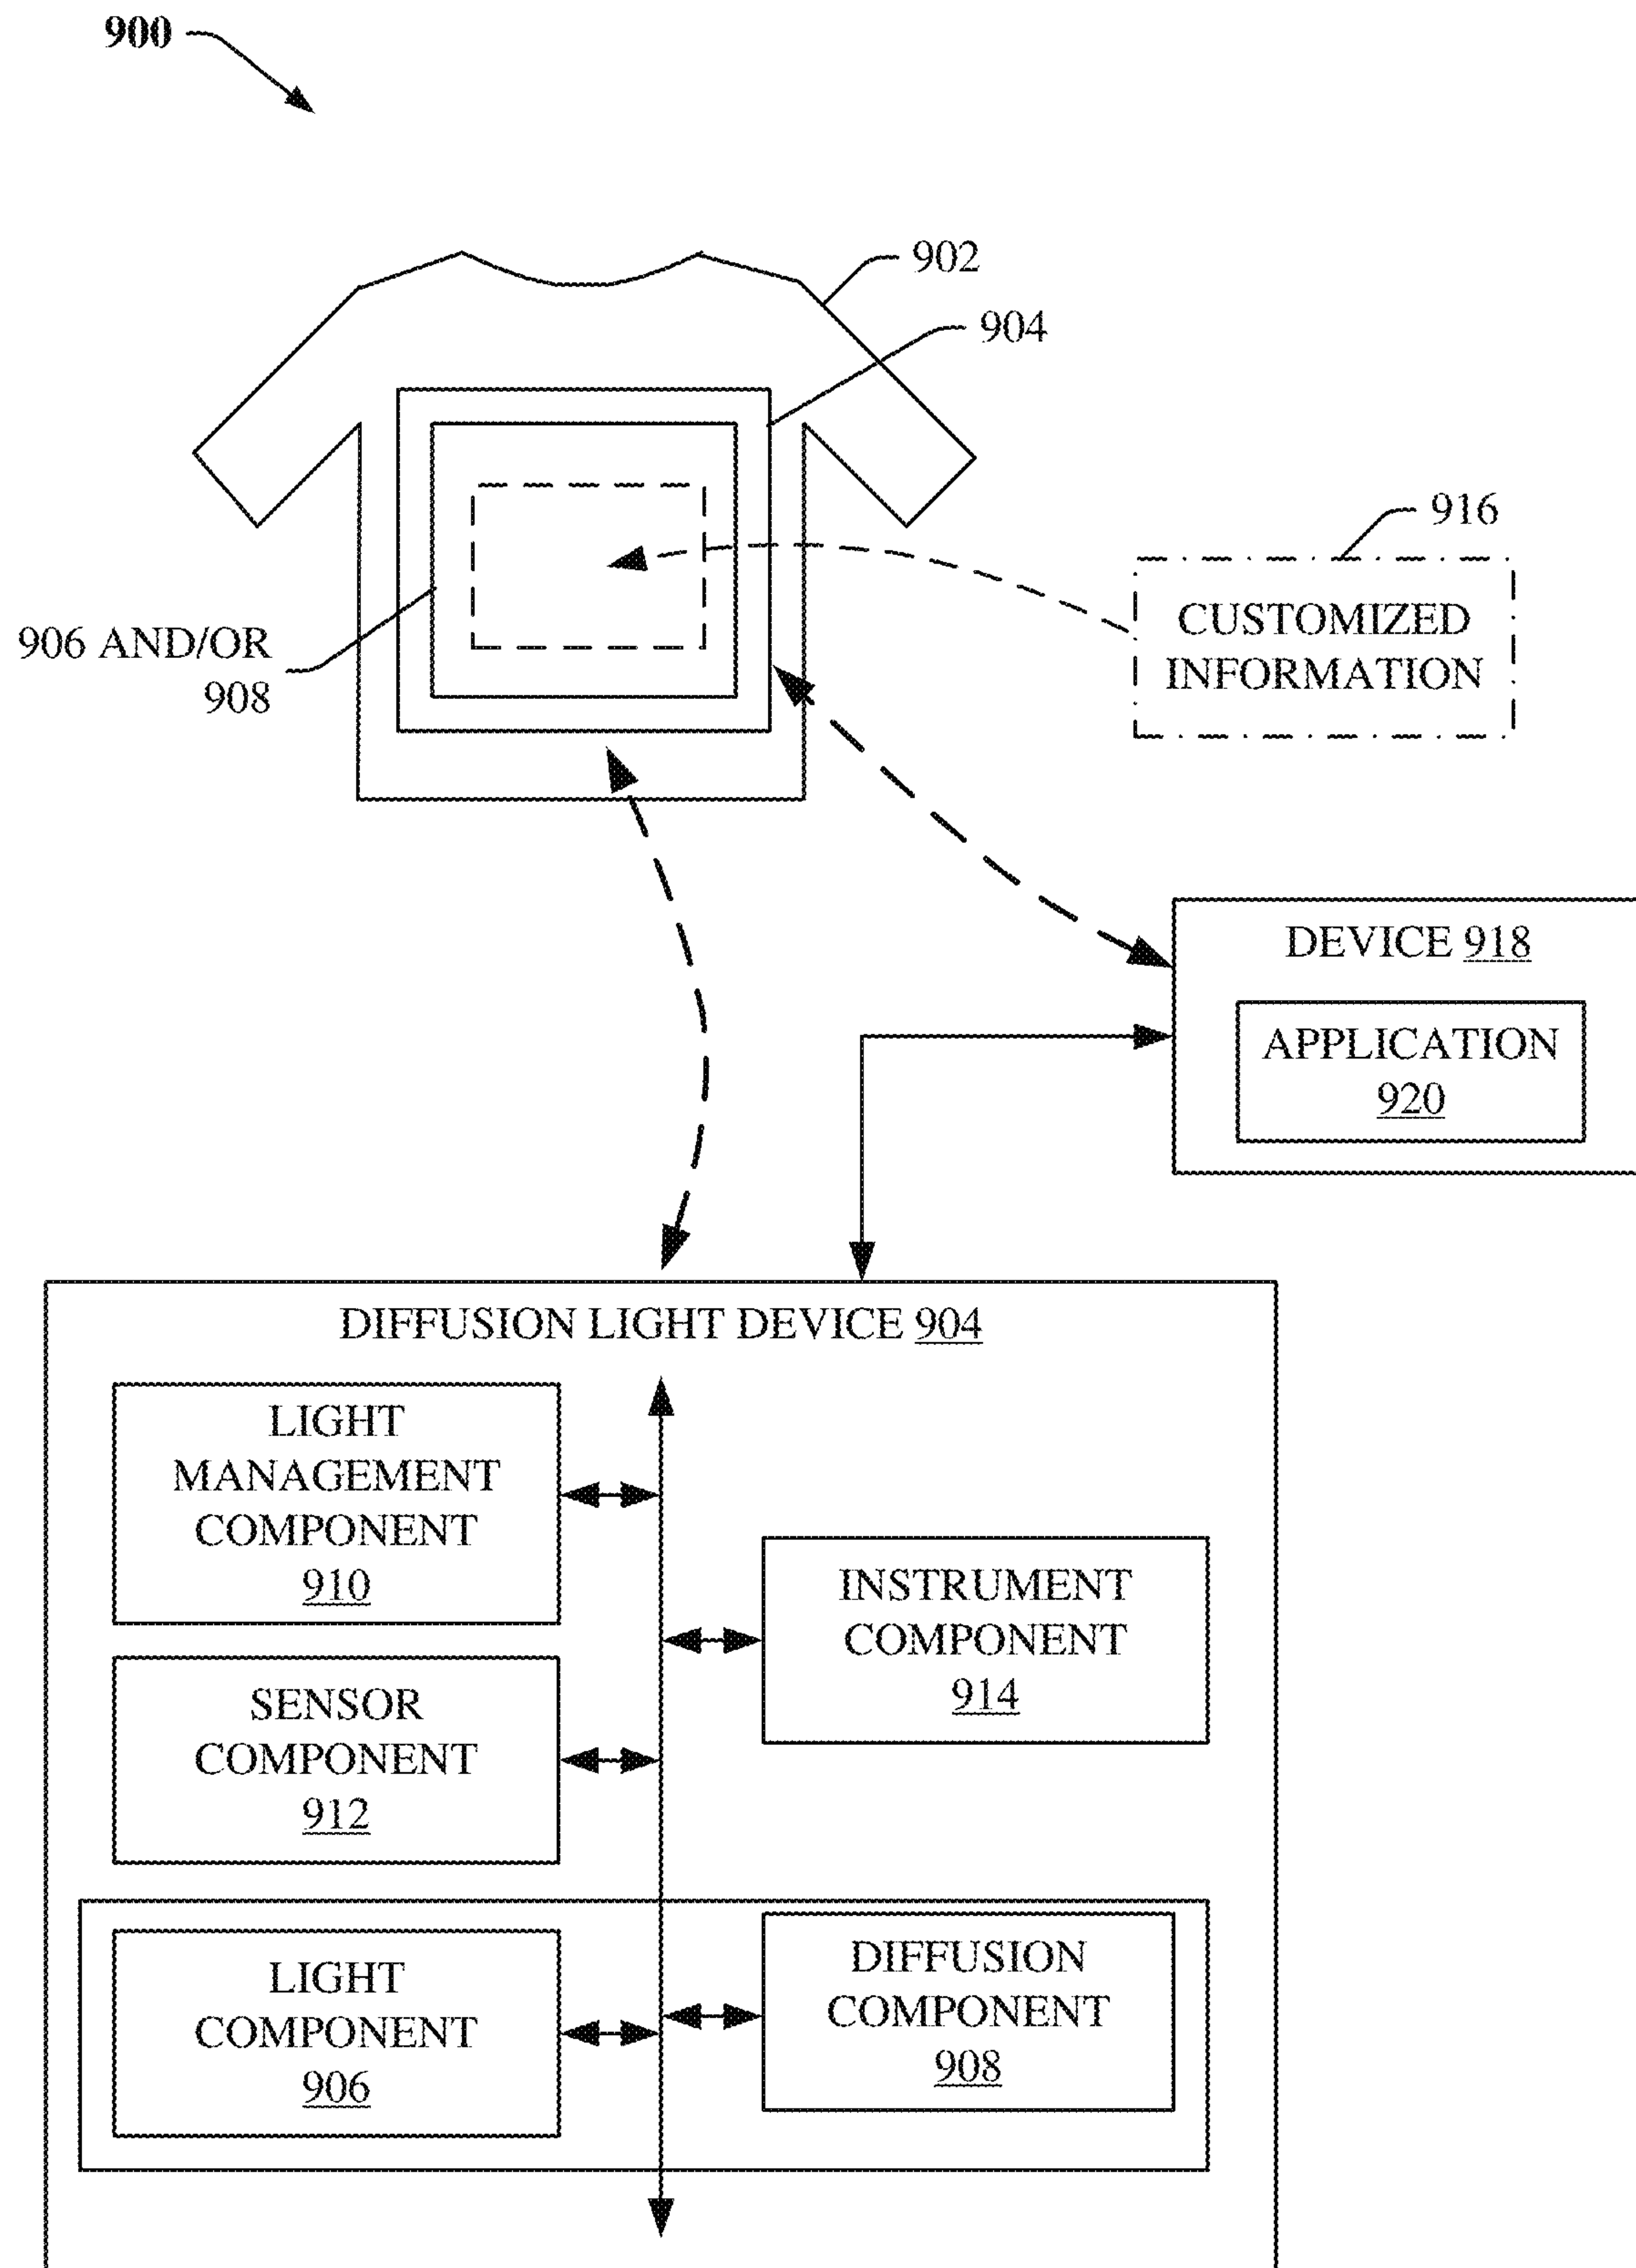 900
902
904
916
CUSTOMIZED
INFORMATION
906 AND/OR
908
DEVICE 918
APPLICATION
920
DIFFUSION LIGHT DEVICE 904
LIGHT
MANAGEMENT
COMPONENT
910
INSTRUMENT
COMPONENT
914
SENSOR
COMPONENT
912
LIGHT
COMPONENT
906
DIFFUSION
COMPONENT
908